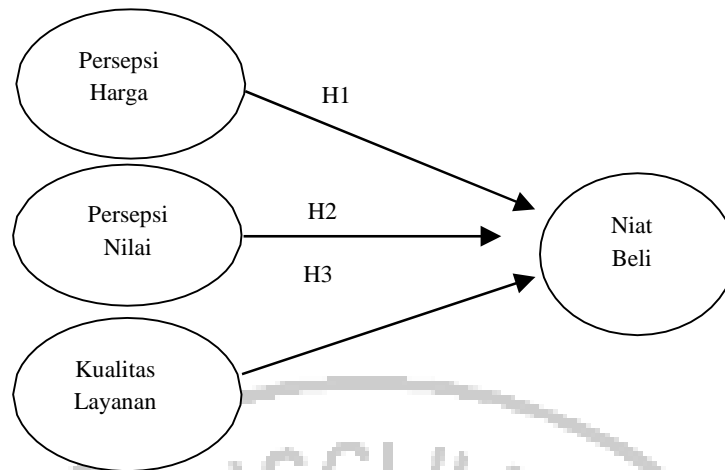 Persepsi
Harga
H1
Persepsi
Nilai
H2
Niat
Beli
H3
Kualitas
Layanan